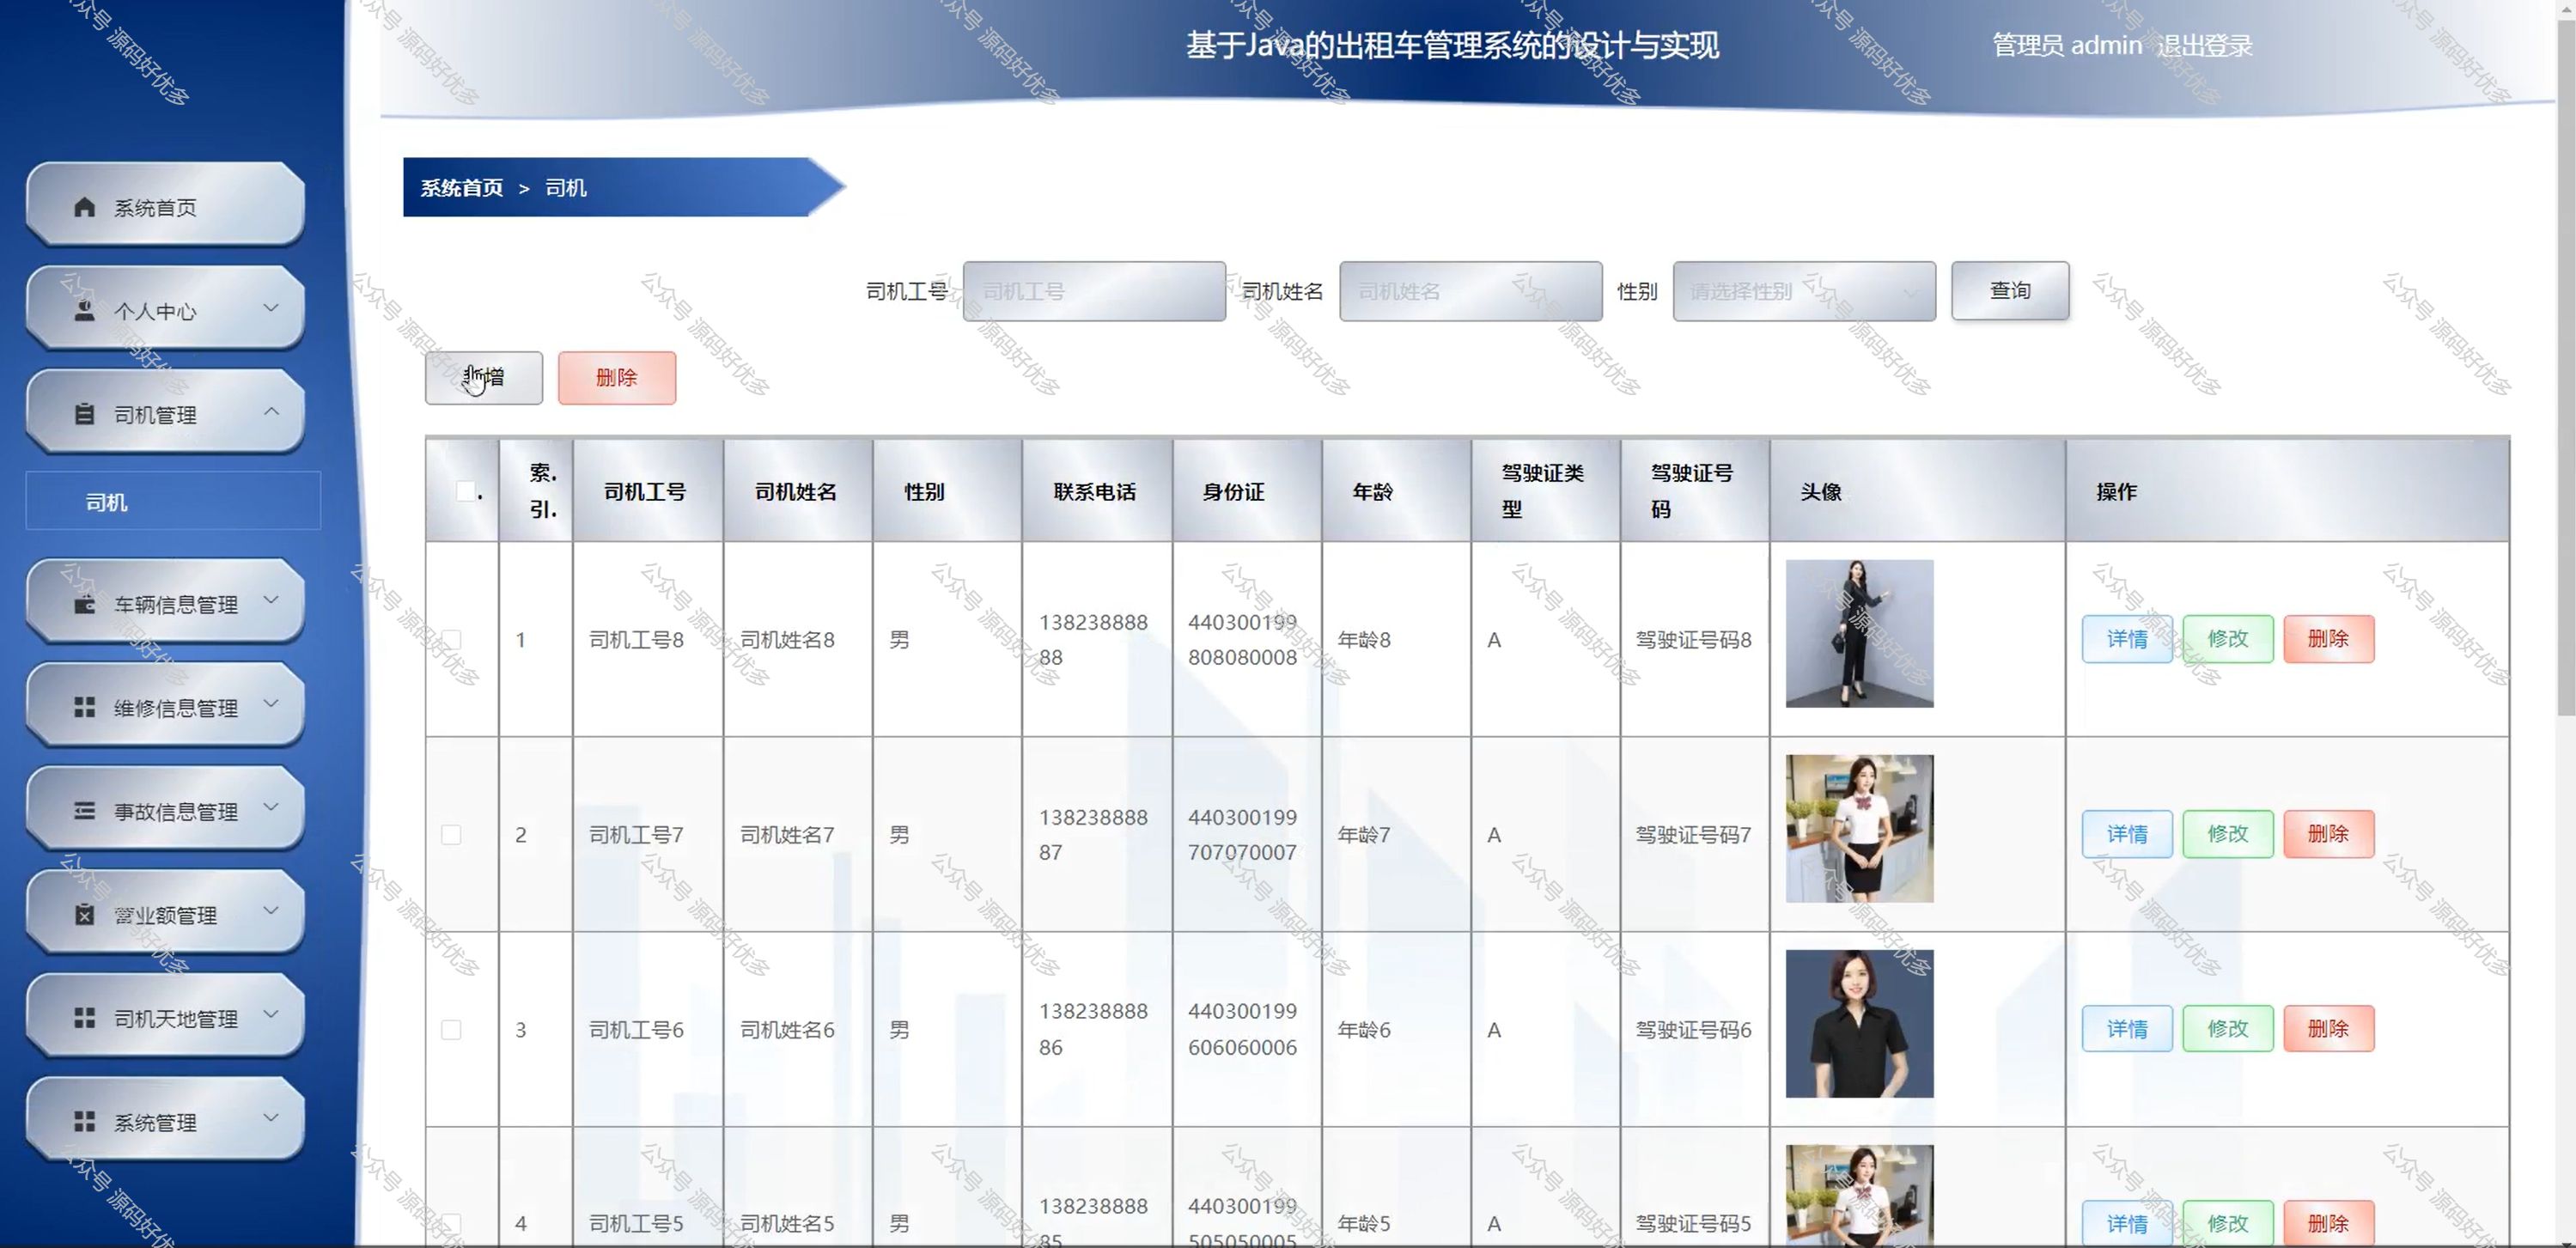 基于Java的出租车管理系统的设计与实现
管理员 admin 退出登录
系统首页 > 司机
系统首页
个人中心
司机管理
司机
车辆信息管理
维修信息管理
事故信息管理
营业额管理
司机天地管理
系统管理
司机工号 司机工号 司机姓名 司机姓名 性别 请选择性别 查询
新增 删除
索. 引. 司机工号 司机姓名 性别 联系电话 身份证 年龄 驾驶证类型 驾驶证号码 头像 操作
1 司机工号8 司机姓名8 男 13823888888 440300199808080008 年龄8 A 驾驶证号码8 详情 修改 删除
2 司机工号7 司机姓名7 男 13823888887 440300199707070007 年龄7 A 驾驶证号码7 详情 修改 删除
3 司机工号6 司机姓名6 男 13823888886 440300199606060006 年龄6 A 驾驶证号码6 详情 修改 删除
4 司机工号5 司机姓名5 男 13823888885 440300199505050005 年龄5 A 驾驶证号码5 详情 修改 删除
公众号 源码好优多